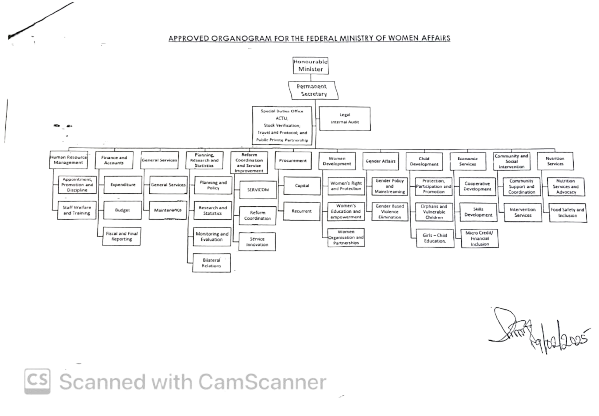 APPROVED ORGANOGRAM FOR THE FEDERAL MINISTRY OF WOMEN AFFAIRS
Honourable
Minister
Permanent
Secretary
Special Duties Office
ACTU,
Stock Verification,
Travel and Protocol, and
Public Private Partnership
Legal
Internal Audit
Human Resource
Management
Finance and
Accounts
General Services
Planning,
Research and
Statistics
Reform
Coordination
and Service
Improvement
Procurement
Women
Development
Gender Affairs
Child
Development
Economic
Services
Community and
Social
Intervention
Nutrition
Services
Appointment,
Promotion and
Discipline
Staff Welfare
and Training
Expenditure
Budget
Fiscal and Final
Reporting
General Services
Maintenance
Planning and
Policy
Research and
Statistics
Monitoring and
Evaluation
Bilateral
Relations
SERVICOM
Reform
Coordination
Service
Innovation
Capital
Recurrent
Women's Right
and Protection
Women's
Education and
empowerment
Women
Organisation and
Partnerships
Gender Policy
and
Mainstreaming
Gender Based
Violence
Elimination
Protection,
Participation and
Promotion
Orphans and
Vulnerable
Children
Girls - Child
Education,
Cooperative
Development
Skills
Development
Micro Credit/
Financial
Inclusion
Community
Support and
Coordination
Intervention
Services
Nutrition
Services and
Advocacy
Food Safety and
Inclusion
CS Scanned with CamScanner